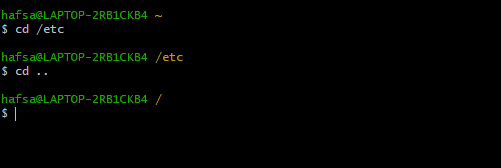 hafsa@LAPTOP-2RB1CKB4 ~
$ cd /etc
hafsa@LAPTOP-2RB1CKB4 /etc
$ cd ..
hafsa@LAPTOP-2RB1CKB4 /
$